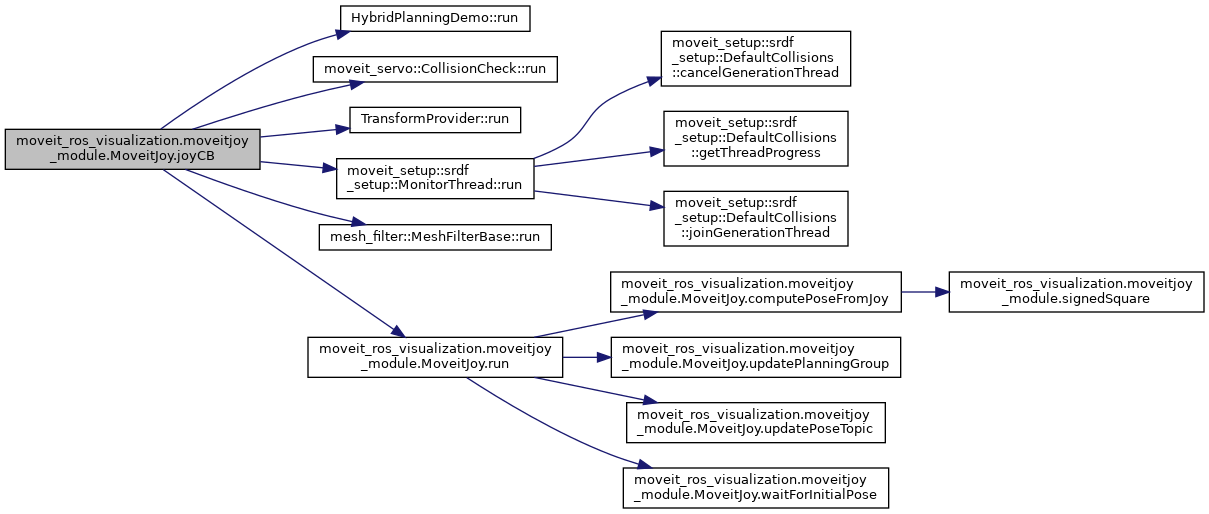 moveit_ros_visualization.moveitjoy
_module.MoveitJoy.joyCB
HybridPlanningDemo::run
moveit_servo::CollisionCheck::run
TransformProvider::run
moveit_setup::srdf
_setup::MonitorThread::run
mesh_filter::MeshFilterBase::run
moveit_ros_visualization.moveitjoy
_module.MoveitJoy.run
moveit_setup::srdf
_setup::DefaultCollisions
::cancelGenerationThread
moveit_setup::srdf
_setup::DefaultCollisions
::getThreadProgress
moveit_setup::srdf
_setup::DefaultCollisions
::joinGenerationThread
moveit_ros_visualization.moveitjoy
_module.MoveitJoy.computePoseFromJoy
moveit_ros_visualization.moveitjoy
_module.signedSquare
moveit_ros_visualization.moveitjoy
_module.MoveitJoy.updatePlanningGroup
moveit_ros_visualization.moveitjoy
_module.MoveitJoy.updatePoseTopic
moveit_ros_visualization.moveitjoy
_module.MoveitJoy.waitForInitialPose